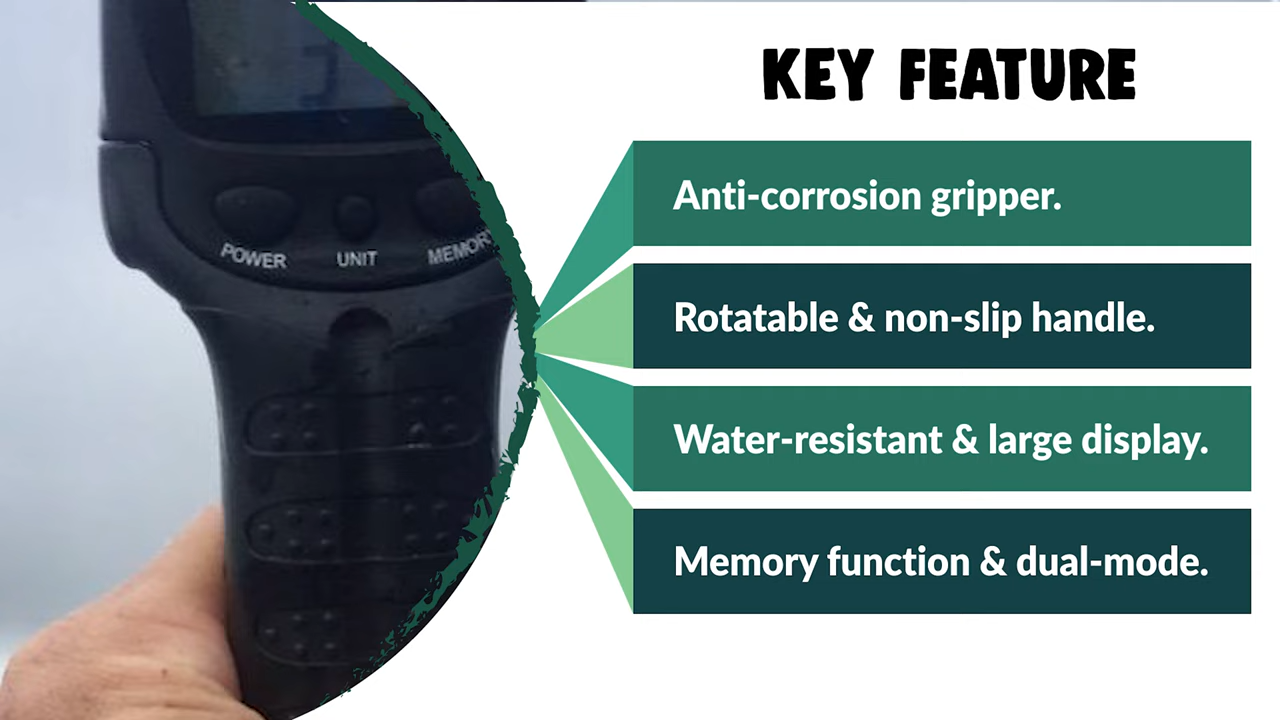 KEY FEATURE
Anti-corrosion gripper.
Rotatable & non-slip handle.
Water-resistant & large display.
Memory function & dual-mode.
POWER UNIT MEMORY